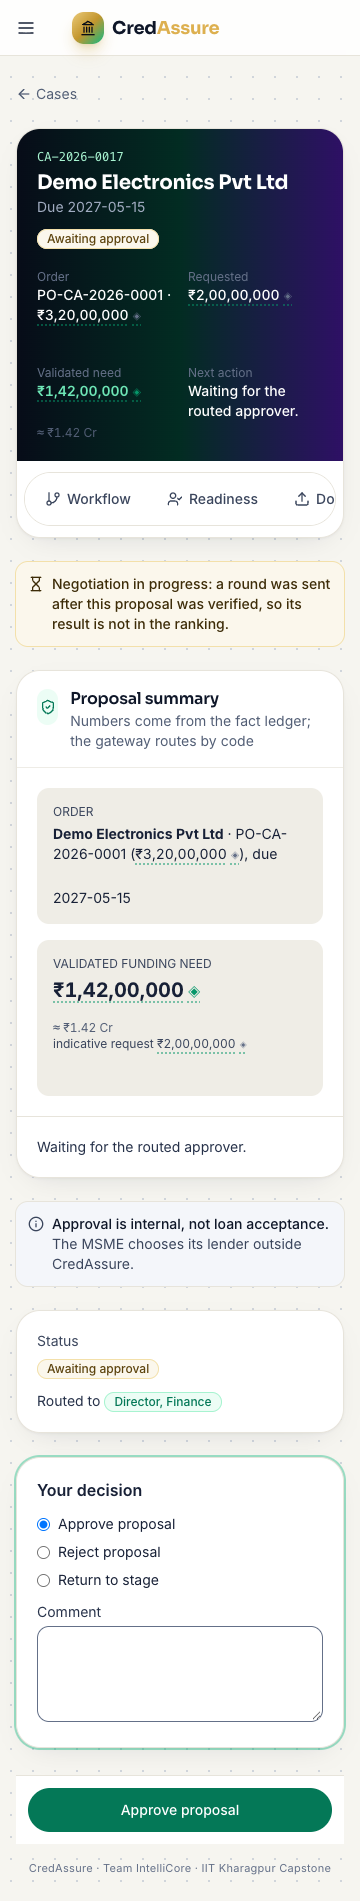 CredAssure
Cases
CA-2026-0017
Demo Electronics Pvt Ltd
Due 2027-05-15
Awaiting approval
Order
PO-CA-2026-0001 ·
₹3,20,00,000
Requested
₹2,00,00,000
Validated need
₹1,42,00,000
≈ ₹1.42 Cr
Next action
Waiting for the
routed approver.
Workflow
Readiness
Do
Negotiation in progress: a round was sent
after this proposal was verified, so its
result is not in the ranking.
Proposal summary
Numbers come from the fact ledger;
the gateway routes by code
ORDER
Demo Electronics Pvt Ltd · PO-CA-
2026-0001 (₹3,20,00,000 ◈), due
2027-05-15
VALIDATED FUNDING NEED
₹1,42,00,000 ◈
≈ ₹1.42 Cr
indicative request ₹2,00,00,000 ◈
Waiting for the routed approver.
Approval is internal, not loan acceptance.
The MSME chooses its lender outside
CredAssure.
Status
Awaiting approval
Routed to Director, Finance
Your decision
Approve proposal
Reject proposal
Return to stage
Comment
Approve proposal
CredAssure · Team IntelliCore · IIT Kharagpur Capstone